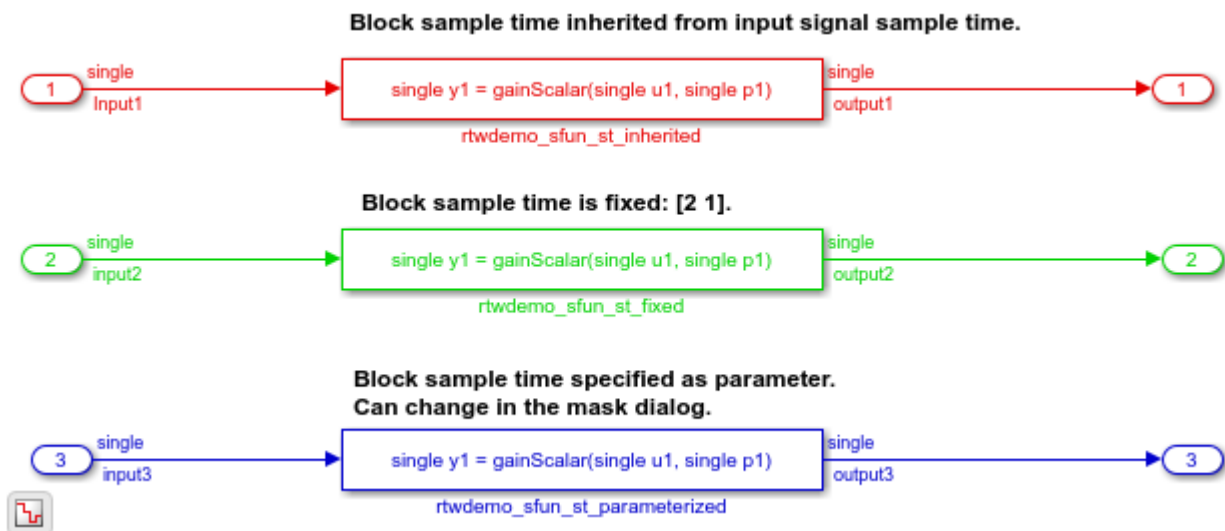 Block sample time inherited from input signal sample time.
single
1
Input1
single y1 = gainScalar(single u1, single p1)
single
output1
1
rtwdemo_sfun_st_inherited
Block sample time is fixed: [2 1].
single
2
input2
single y1 = gainScalar(single u1, single p1)
single
output2
2
rtwdemo_sfun_st_fixed
Block sample time specified as parameter.
Can change in the mask dialog.
single
3
input3
single y1 = gainScalar(single u1, single p1)
single
output3
3
rtwdemo_sfun_st_parameterized